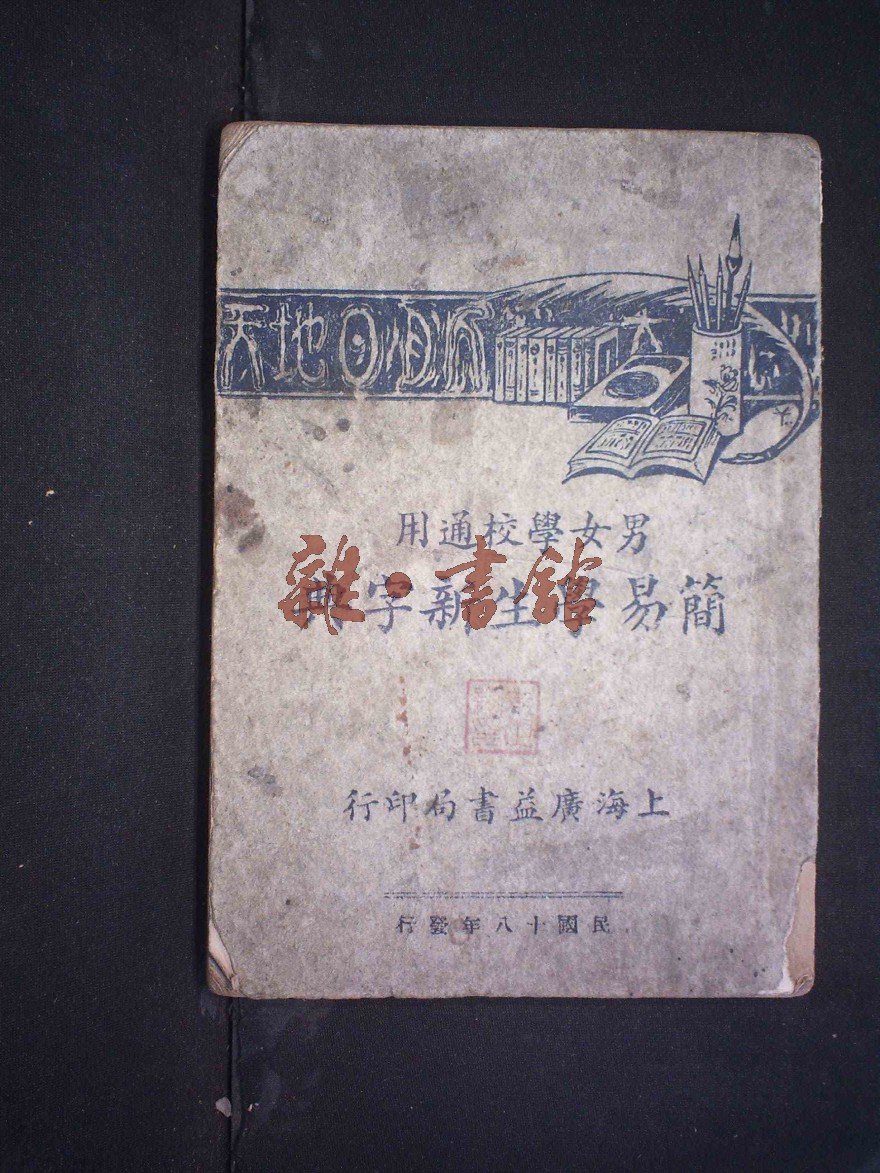 天地日月
男女學校通用
簡易學生新字典
雜·書館
上海廣益書局印行
民國十八年發行